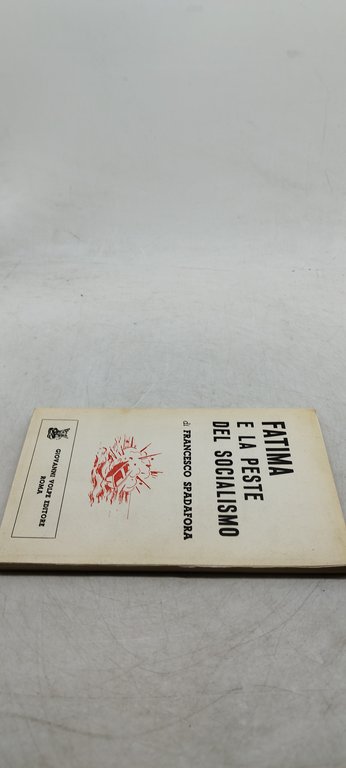 FATIMA
E LA PESTE
DEL SOCIALISMO
di FRANCESCO SPADAFORA
GIOVANNI VOLPE EDITORE
ROMA